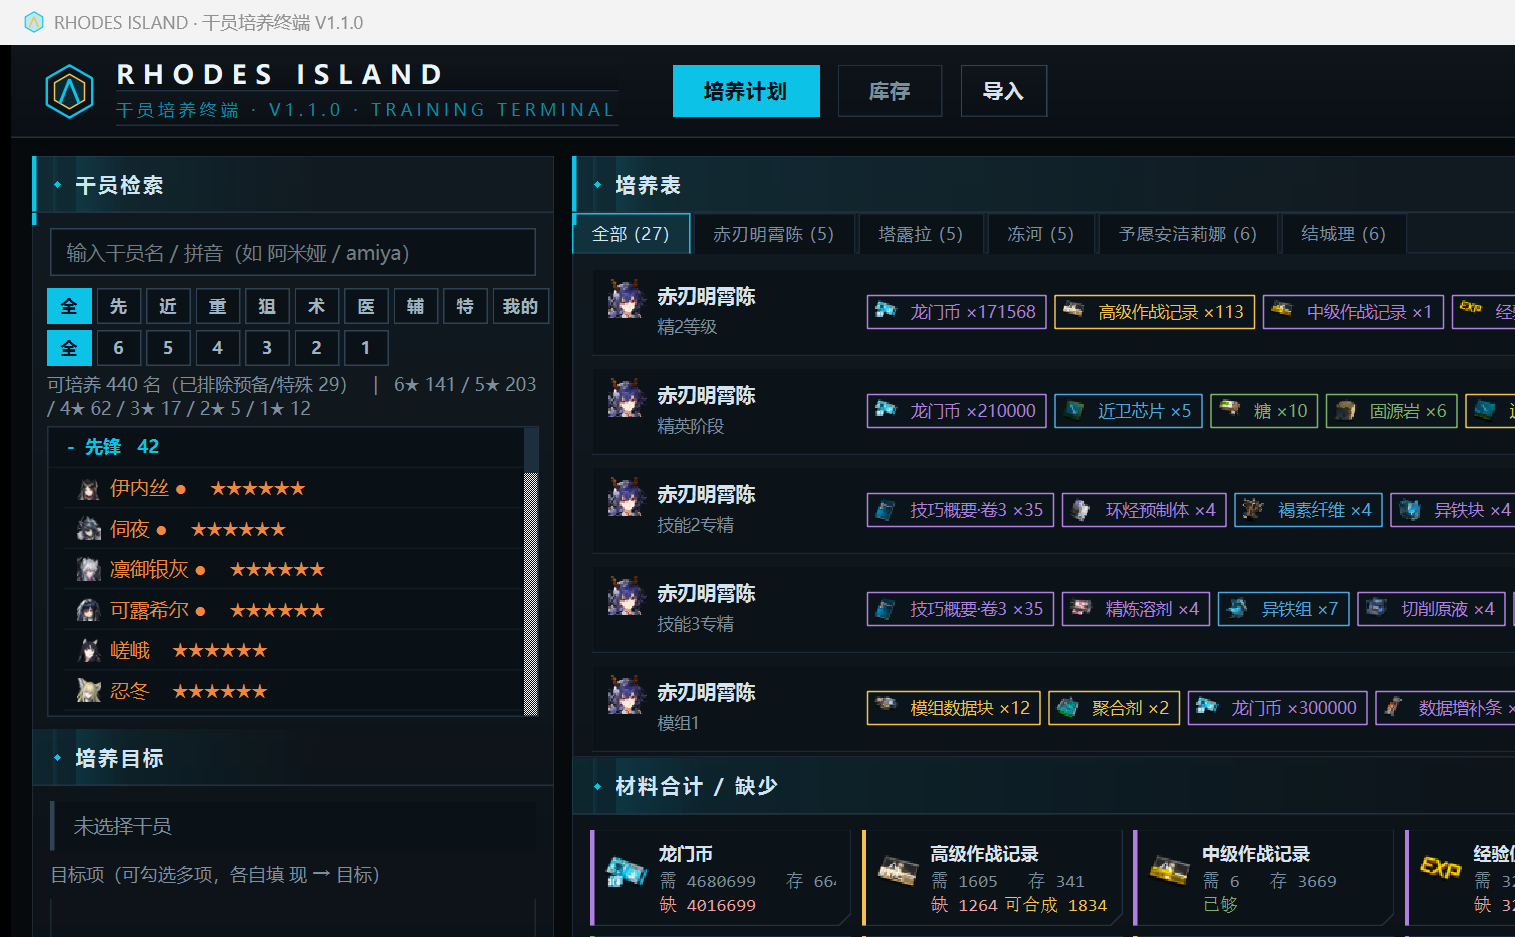 RHODES ISLAND · 干员培养终端 V1.1.0
RHODES ISLAND
干员培养终端 · V1.1.0 · TRAINING TERMINAL
培养计划 库存 导入
干员检索
输入干员名 / 拼音（如 阿米娅 / amiya）
全 先 近 重 狙 术 医 辅 特 我的
全 6 5 4 3 2 1
可培养 440 名（已排除预备/特殊 29） | 6★ 141 / 5★ 203
/ 4★ 62 / 3★ 17 / 2★ 5 / 1★ 12
- 先锋 42
伊内丝 ● ★★★★★★
伺夜 ● ★★★★★★
凛御银灰 ● ★★★★★★
可露希尔 ● ★★★★★★
嵯峨 ★★★★★★
忍冬 ★★★★★★
培养目标
未选择干员
目标项（可勾选多项，各自填 现 → 目标）
培养表
全部 (27) 赤刃明霄陈 (5) 塔露拉 (5) 冻河 (5) 予愿安洁莉娜 (6) 结城理 (6)
赤刃明霄陈
精2等级
龙门币 ×171568 高级作战记录 ×113 中级作战记录 ×1 经
赤刃明霄陈
精英阶段
龙门币 ×210000 近卫芯片 ×5 糖 ×10 固源岩 ×6
赤刃明霄陈
技能2专精
技巧概要·卷3 ×35 环烃预制体 ×4 褐素纤维 ×4 异铁块 ×4
赤刃明霄陈
技能3专精
技巧概要·卷3 ×35 精炼溶剂 ×4 异铁组 ×7 切削原液 ×4
赤刃明霄陈
模组1
模组数据块 ×12 聚合剂 ×2 龙门币 ×300000 数据增补条 ×
材料合计 / 缺少
龙门币
需 4680699 存 66
缺 4016699
高级作战记录
需 1605 存 341
缺 1264 可合成 1834
中级作战记录
需 6 存 3669
已够
EXP
经验
需 3
缺 3